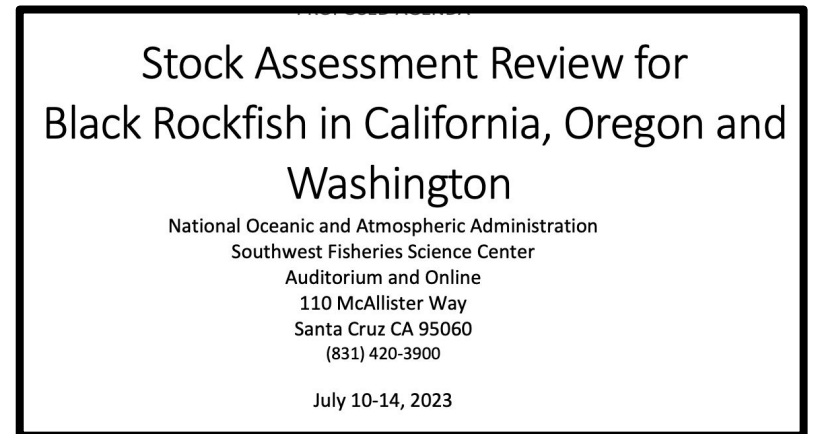 Stock Assessment Review for
Black Rockfish in California, Oregon and
Washington
National Oceanic and Atmospheric Administration
Southwest Fisheries Science Center
Auditorium and Online
110 McAllister Way
Santa Cruz CA 95060
(831) 420-3900
July 10-14, 2023